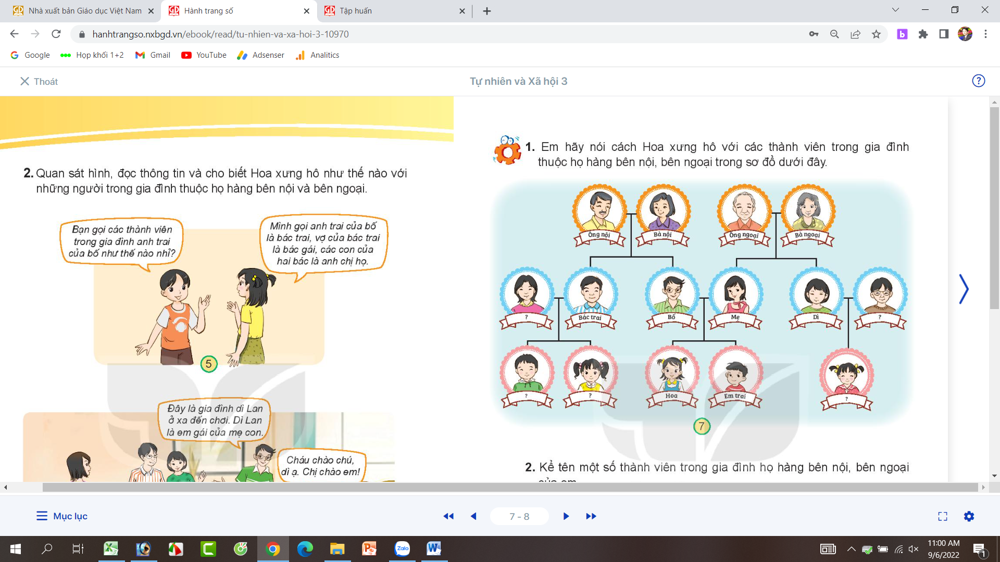 Nhà xuất bản Giáo dục Việt Nam
Hành trang số
Tập huấn
hanhtrangso.nxbgd.vn/ebook/read/tu-nhien-va-xa-hoi-3-10970
Google
Họp khối 1+2
Gmail
YouTube
Adsenser
Analitics
Thoát
Tự nhiên và Xã hội 3
2. Quan sát hình, đọc thông tin và cho biết Hoa xưng hô như thế nào với
những người trong gia đình thuộc họ hàng bên nội và bên ngoại.
Bạn gọi các thành viên
trong gia đình anh trai
của bố như thế nào nhỉ?
Mình gọi anh trai của bố
là bác trai, vợ của bác trai
là bác gái, các con của
hai bác là anh chị họ.
5
Đây là gia đình dì Lan
ở xa đến chơi. Dì Lan
là em gái của mẹ con.
Cháu chào chú,
dì ạ. Chị chào em!
1. Em hãy nói cách Hoa xưng hô với các thành viên trong gia đình
thuộc họ hàng bên nội, bên ngoại trong sơ đồ dưới đây.
Ông nội
Bà nội
Ông ngoại
Bà ngoại
?
Bác trai
Bố
Mẹ
Dì
?
?
?
Hoa
Em trai
?
7
2. Kể tên một số thành viên trong gia đình họ hàng bên nội, bên ngoại
của em
Mục lục
7 - 8
Zalo
11:00 AM
9/6/2022
1